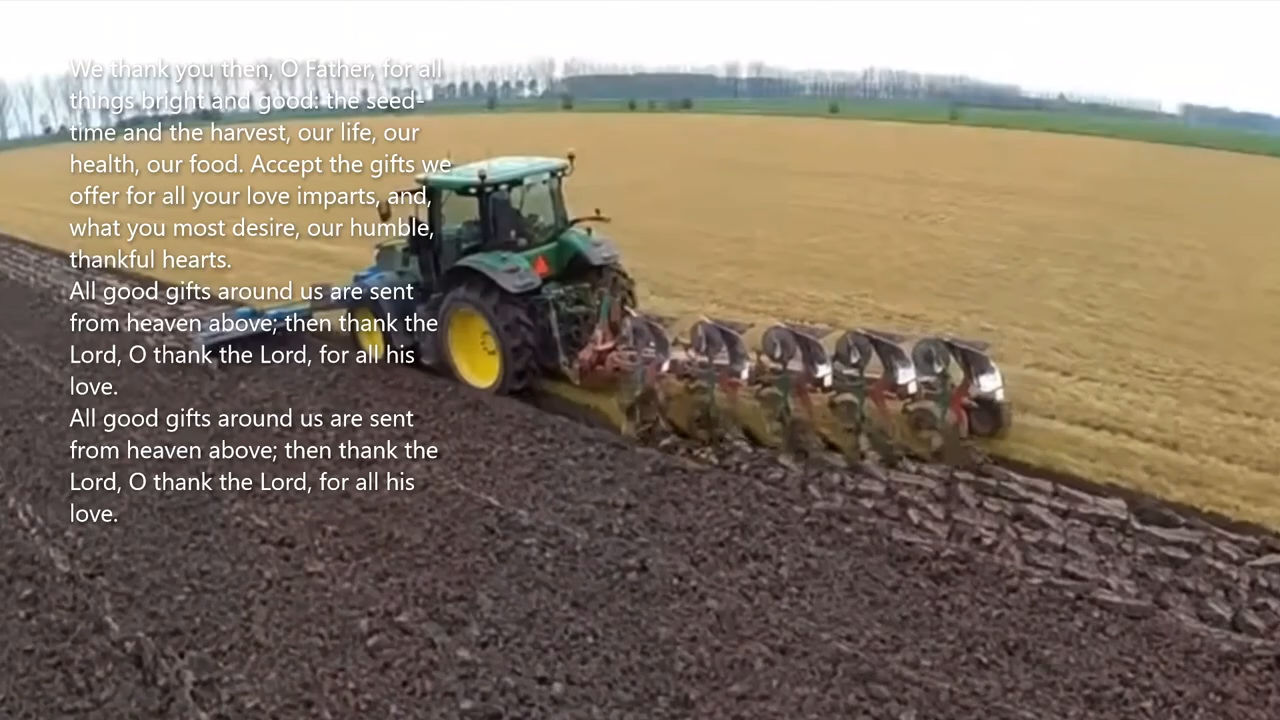 We thank you then, O Father, for all
things bright and good: the seed-
time and the harvest, our life, our
health, our food. Accept the gifts we
offer for all your love imparts, and,
what you most desire, our humble,
thankful hearts.
All good gifts around us are sent
from heaven above; then thank the
Lord, O thank the Lord, for all his
love.
All good gifts around us are sent
from heaven above; then thank the
Lord, O thank the Lord, for all his
love.